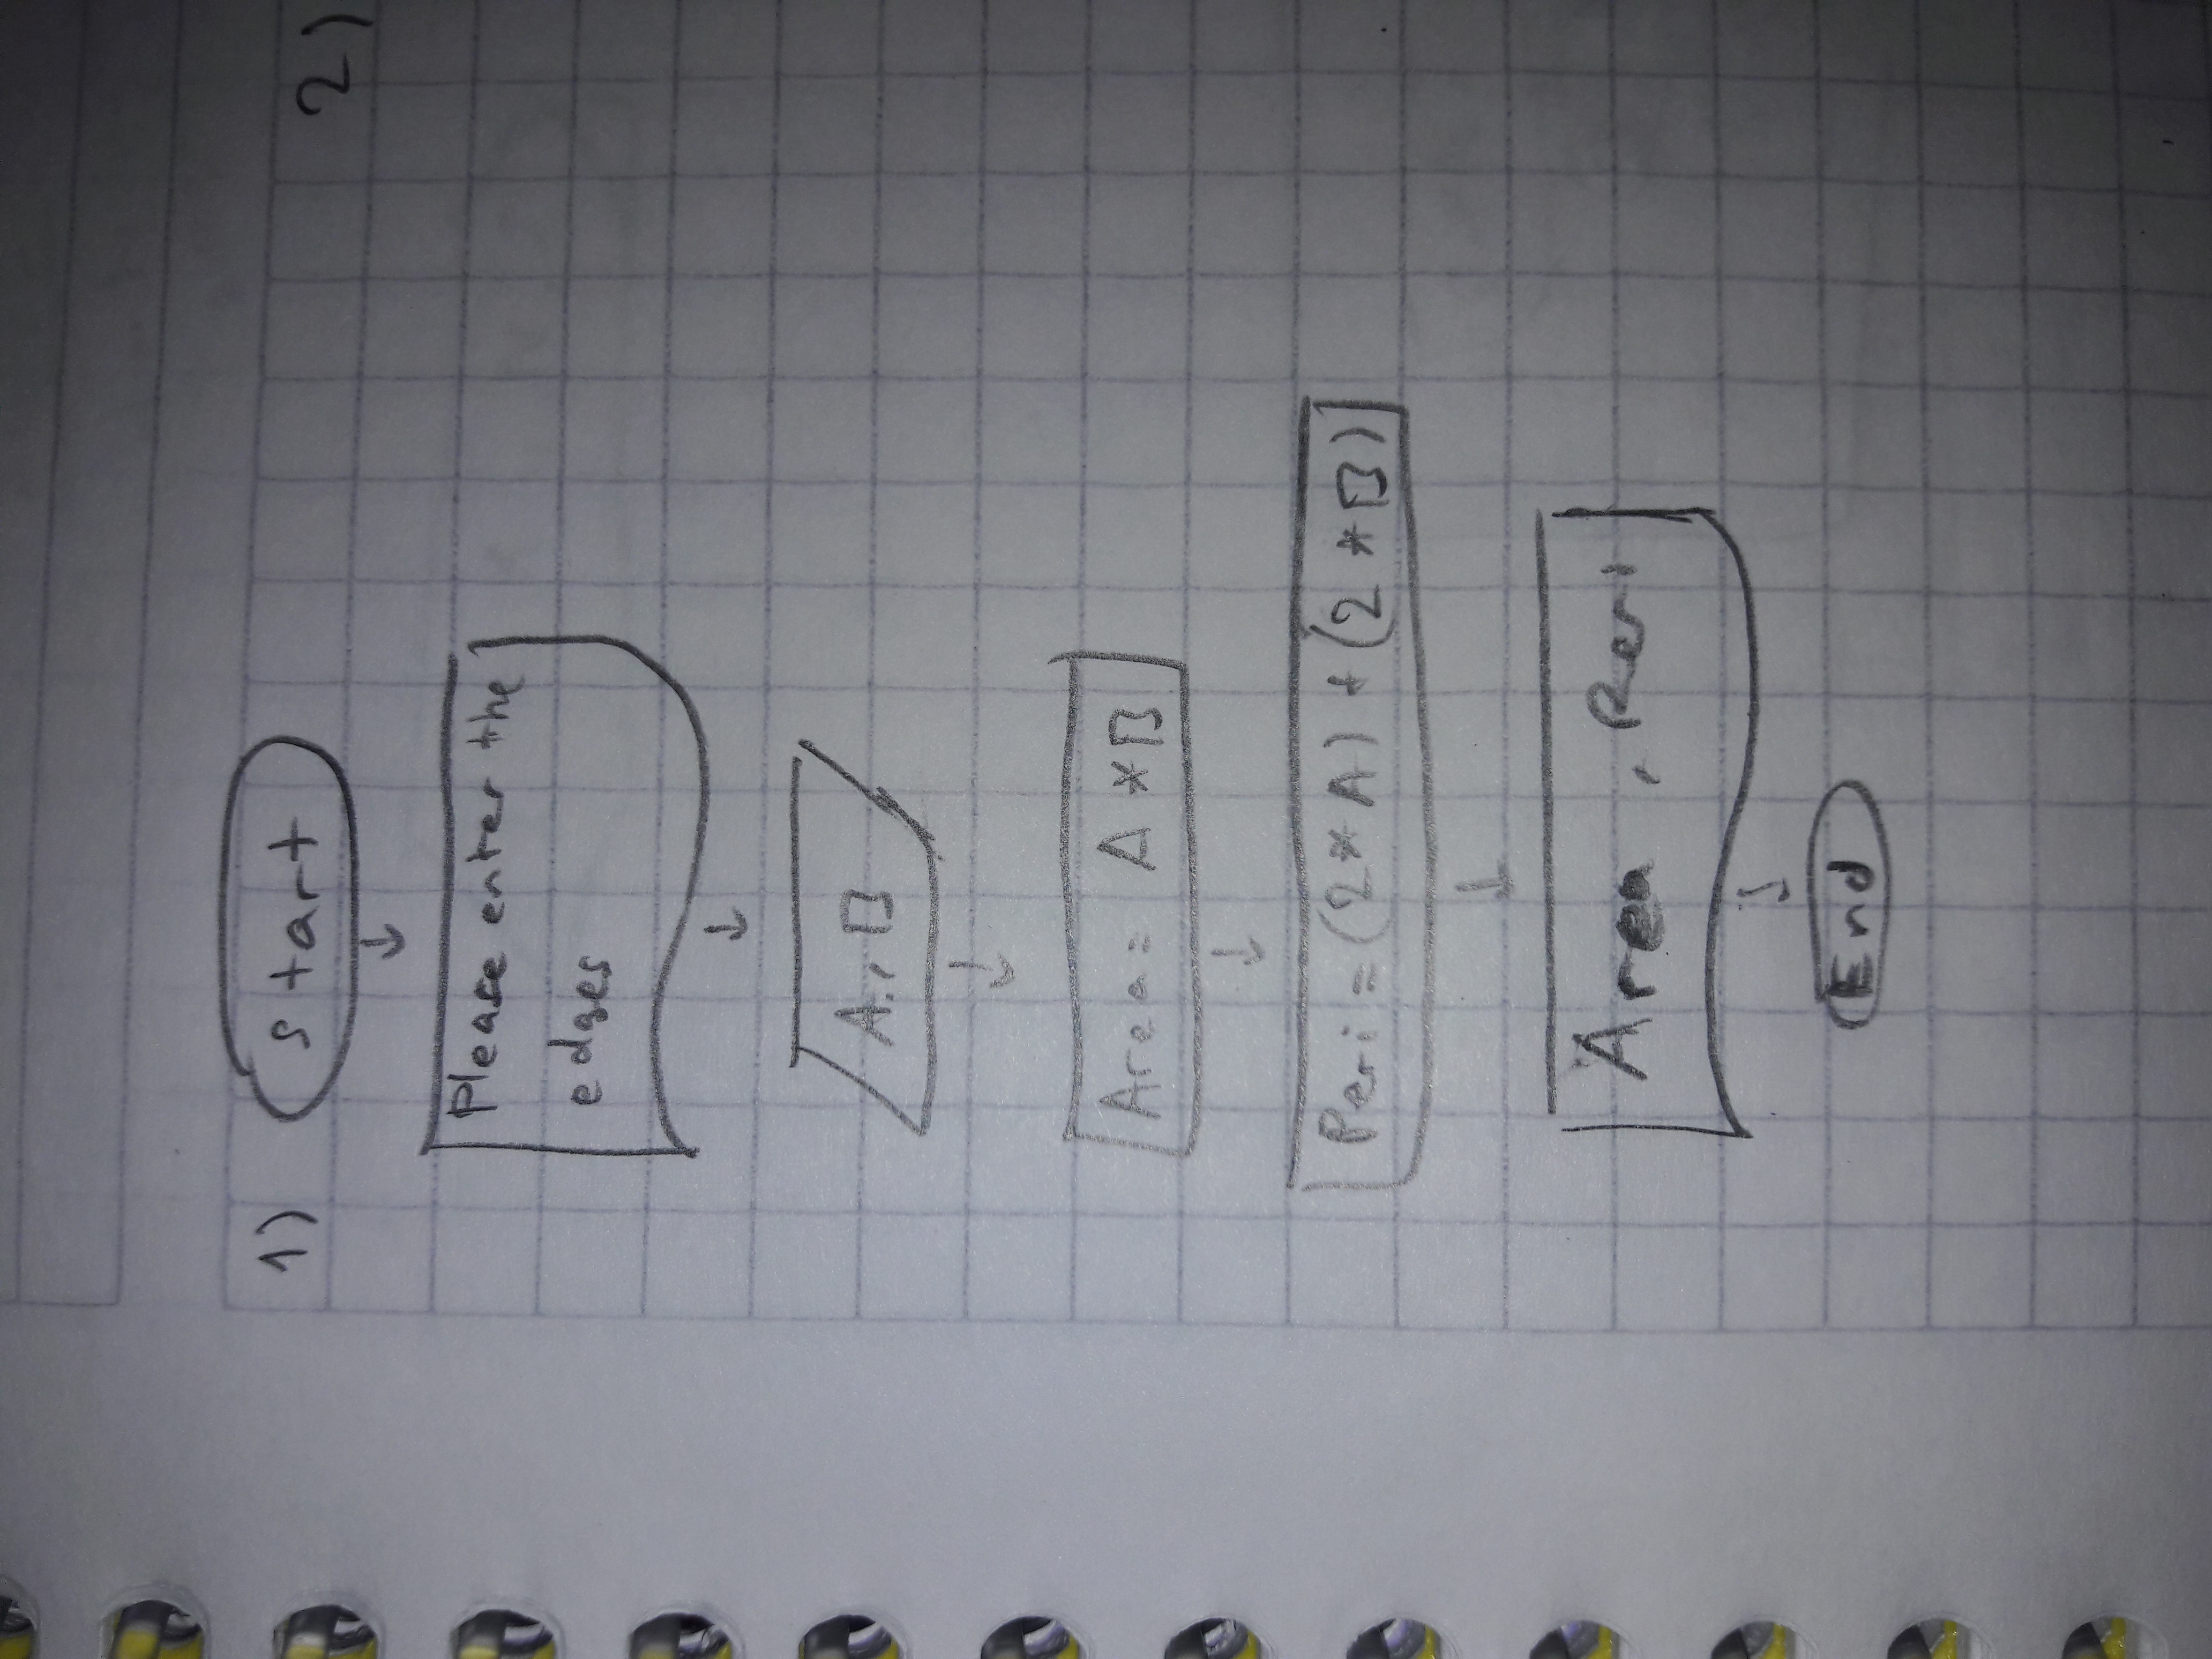 1)
start
2)
Please enter the
edges
A., B
Area = A * B
Peri = (2 * A) + (2 * B)
Area , Peri
End